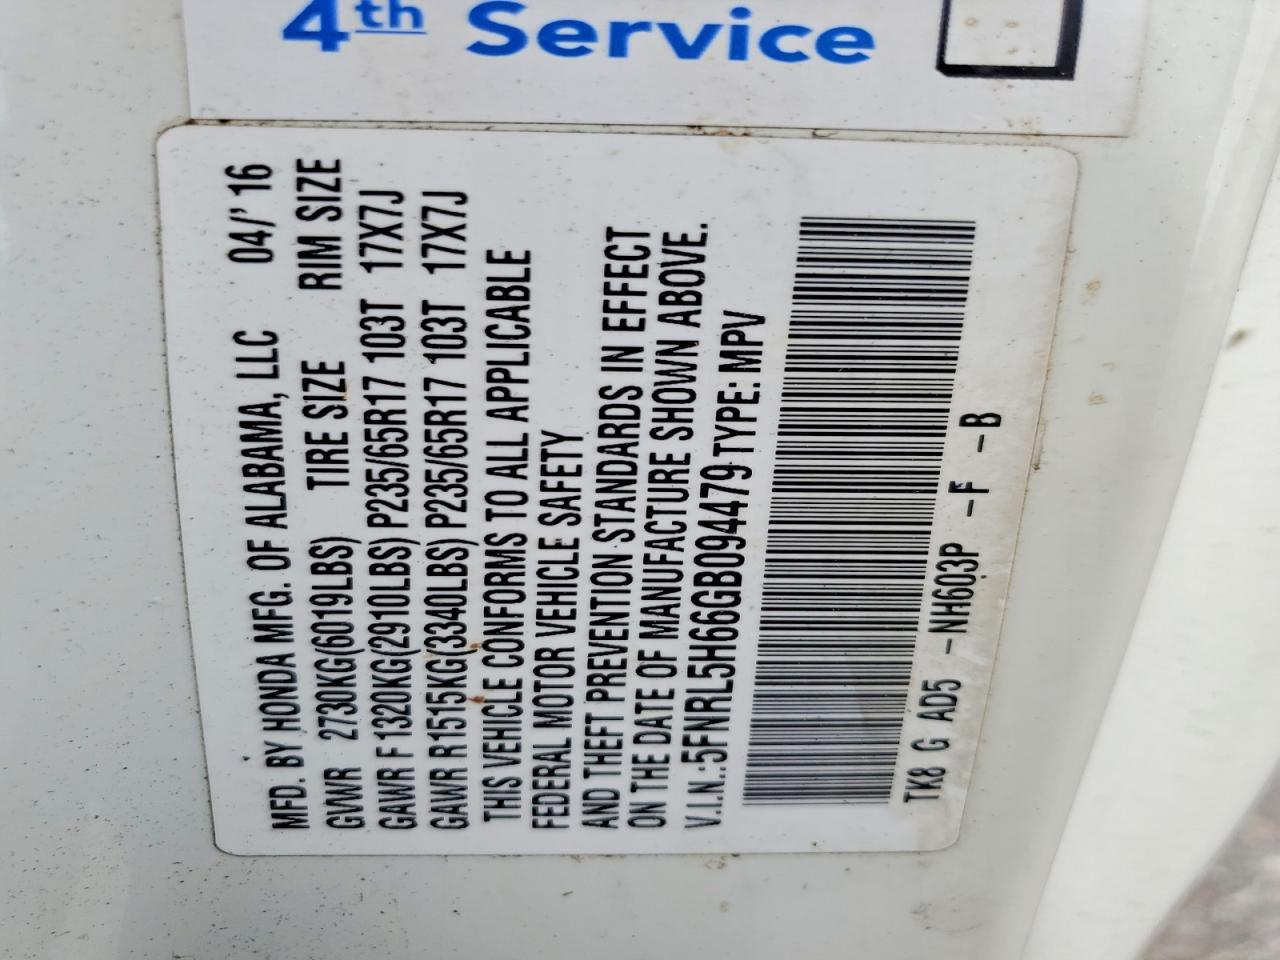 4th Service
MFD. BY HONDA MFG. OF ALABAMA, LLC 04/'16
GVWR 2730KG(6019LBS) TIRE SIZE RIM SIZE
GAWR F 1320KG(2910LBS) P235/65R17 103T 17X7J
GAWR R1515KG(3340LBS) P235/65R17 103T 17X7J
THIS VEHICLE CONFORMS TO ALL APPLICABLE
FEDERAL MOTOR VEHICLE SAFETY
AND THEFT PREVENTION STANDARDS IN EFFECT
ON THE DATE OF MANUFACTURE SHOWN ABOVE.
V.I.N.:5FNRL5H66GB094479 TYPE: MPV
TK8 G AD5 -NH603P -F -B